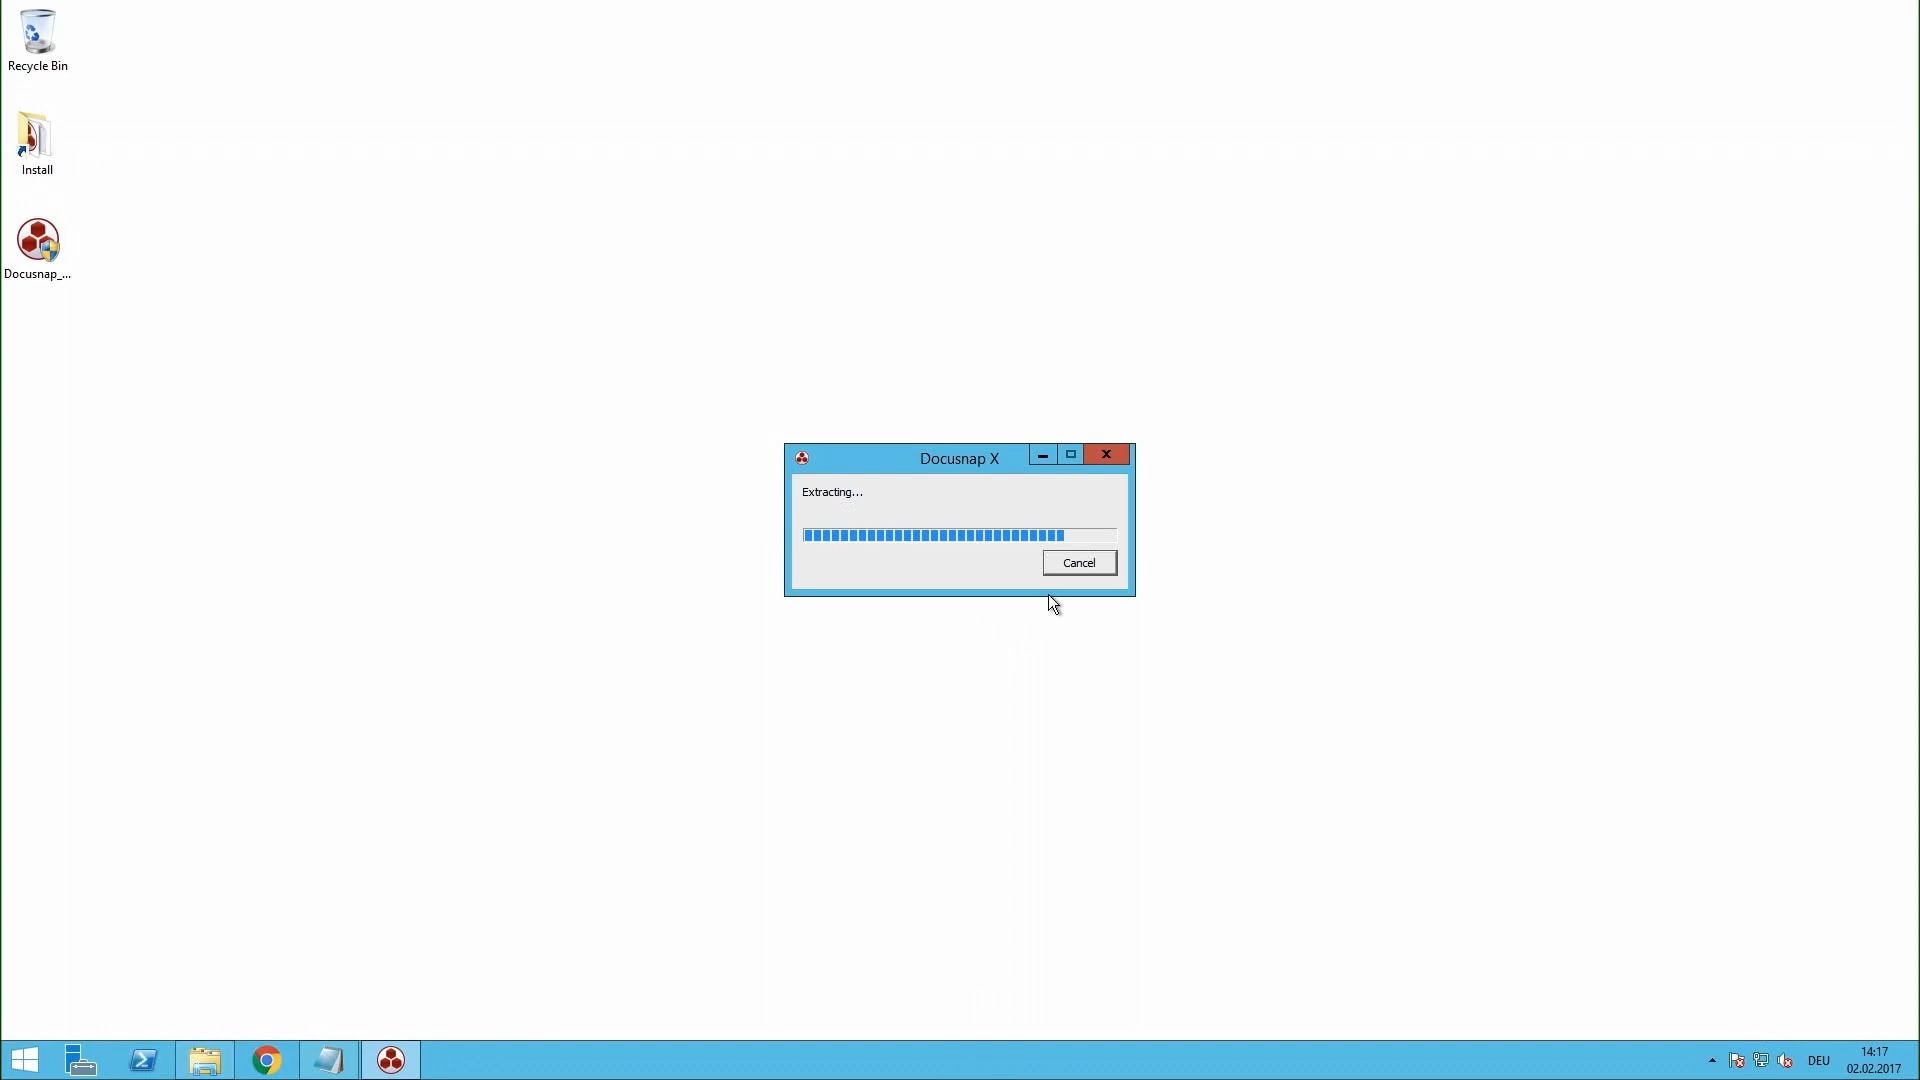 Recycle Bin
Install
Docusnap_...
Docusnap X
Extracting...
Cancel
DEU
14:17
02.02.2017